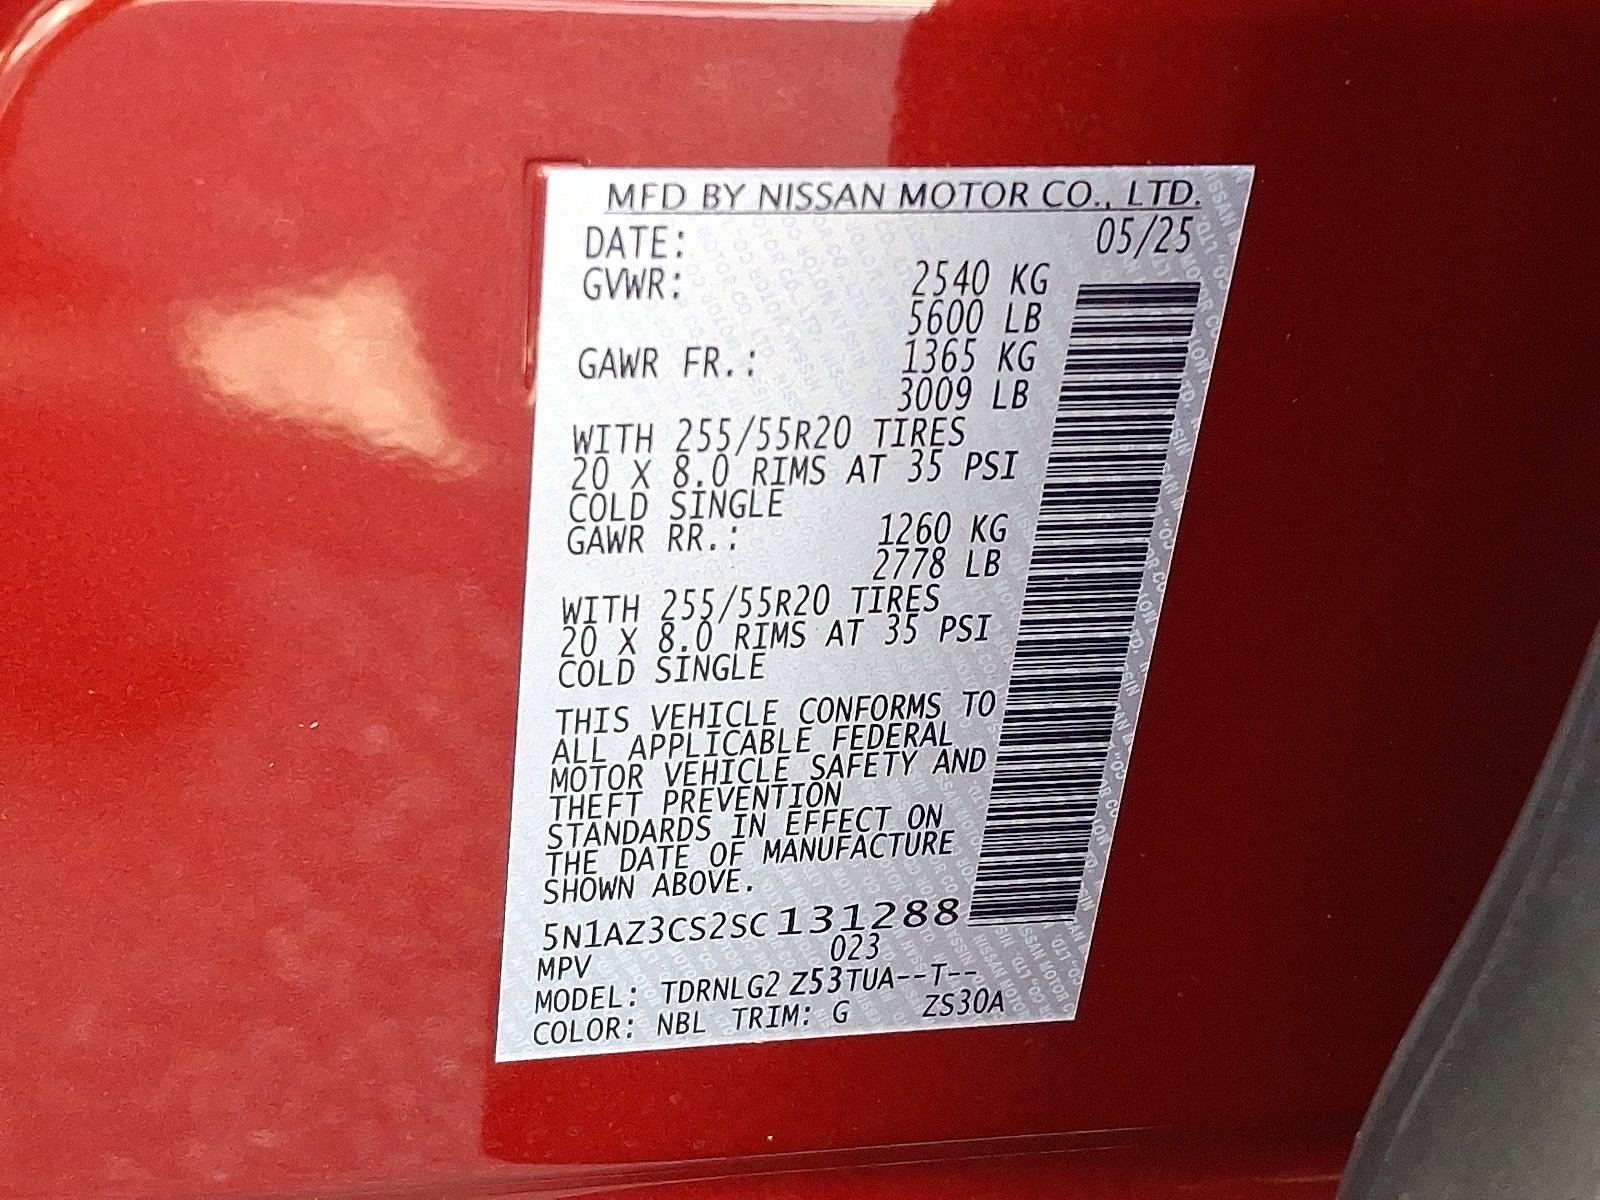 MFD BY NISSAN MOTOR CO., LTD.
DATE: 05/25
GVWR: 2540 KG
5600 LB
GAWR FR.: 1365 KG
3009 LB
WITH 255/55R20 TIRES
20 X 8.0 RIMS AT 35 PSI
COLD SINGLE
GAWR RR.: 1260 KG
2778 LB
WITH 255/55R20 TIRES
20 X 8.0 RIMS AT 35 PSI
COLD SINGLE
THIS VEHICLE CONFORMS TO
ALL APPLICABLE FEDERAL
MOTOR VEHICLE SAFETY AND
THEFT PREVENTION
STANDARDS IN EFFECT ON
THE DATE OF MANUFACTURE
SHOWN ABOVE.
5N1AZ3CS2SC131288
MPV 023
MODEL: TDRNLG2 Z53TUA--T--
COLOR: NBL TRIM: G ZS30A